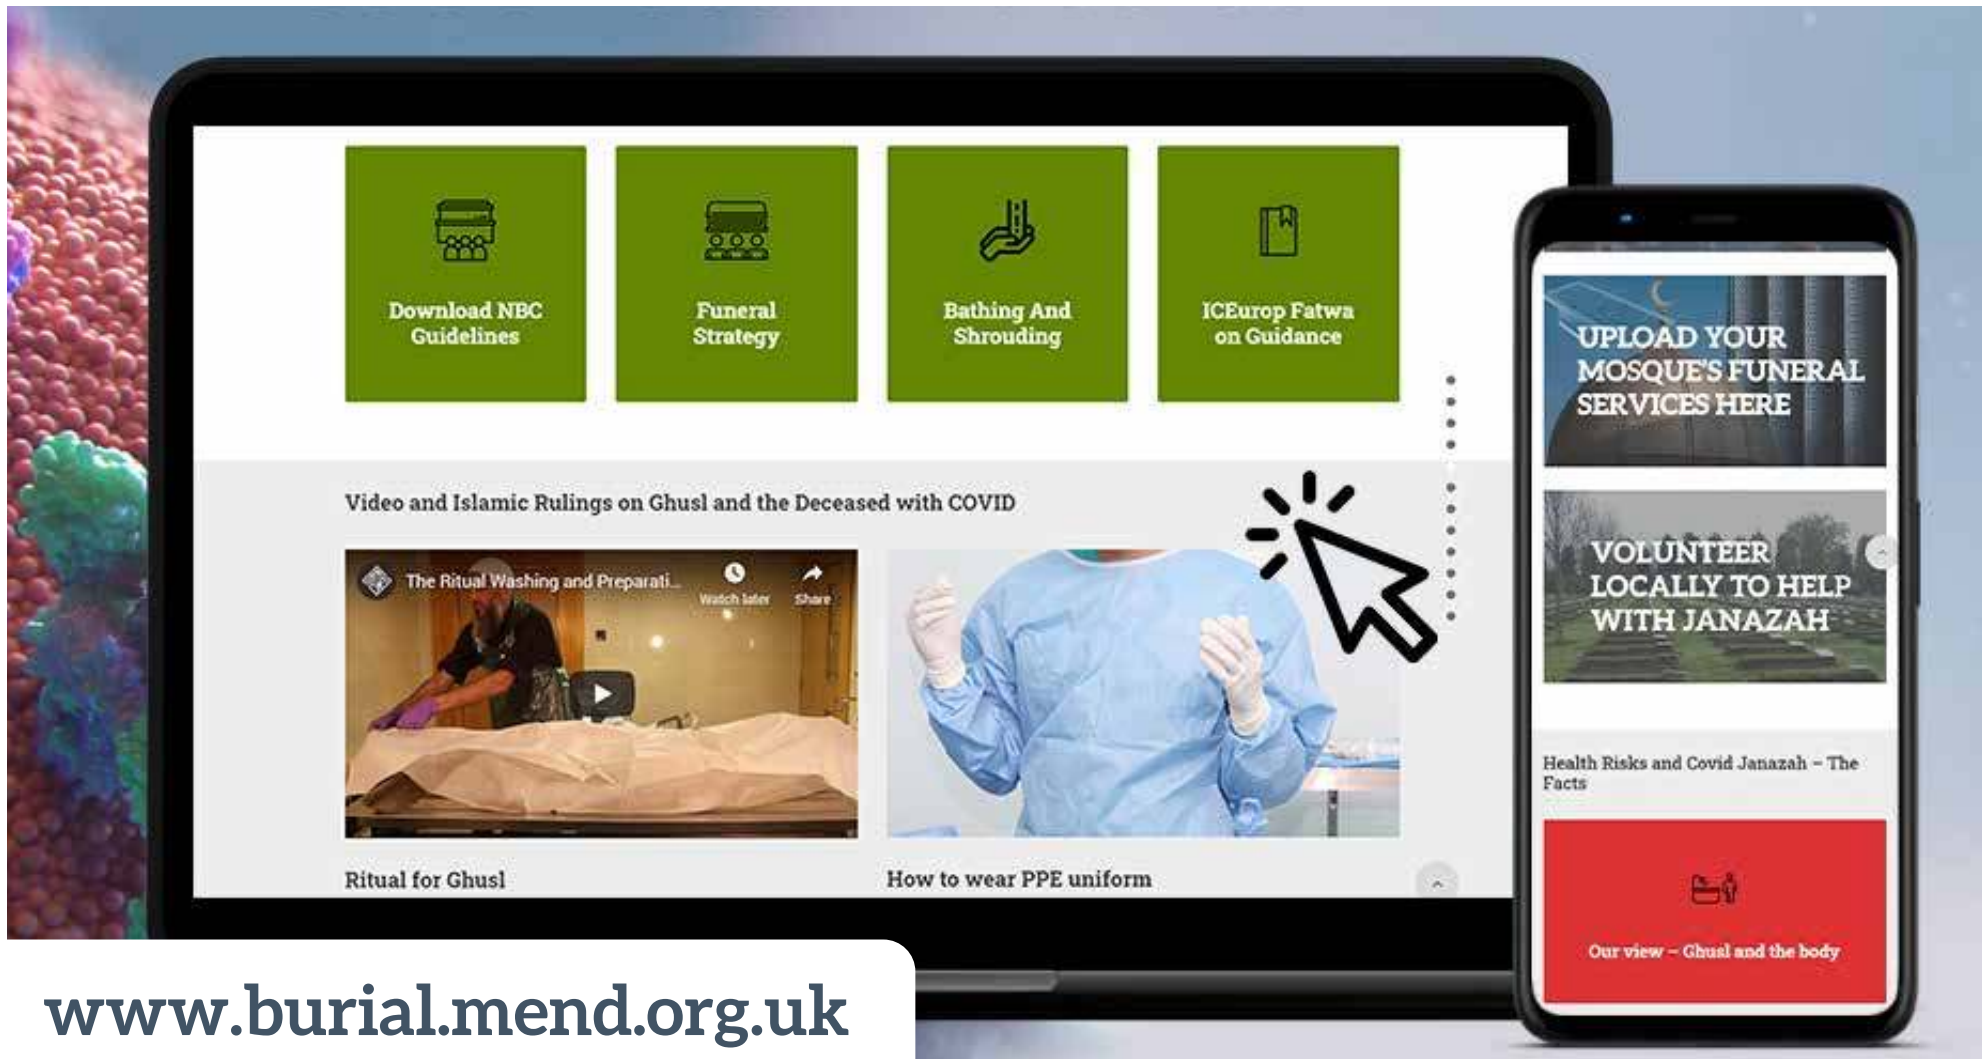 Download NBC
Guidelines
Funeral
Strategy
Bathing And
Shrouding
ICEurop Fatwa
on Guidance
Video and Islamic Rulings on Ghusl and the Deceased with COVID
The Ritual Washing and Preparati...
Watch later
Share
Ritual for Ghusl
How to wear PPE uniform
UPLOAD YOUR
MOSQUE'S FUNERAL
SERVICES HERE
VOLUNTEER
LOCALLY TO HELP
WITH JANAZAH
Health Risks and Covid Janazah – The
Facts
Our view – Ghusl and the body
www.burial.mend.org.uk